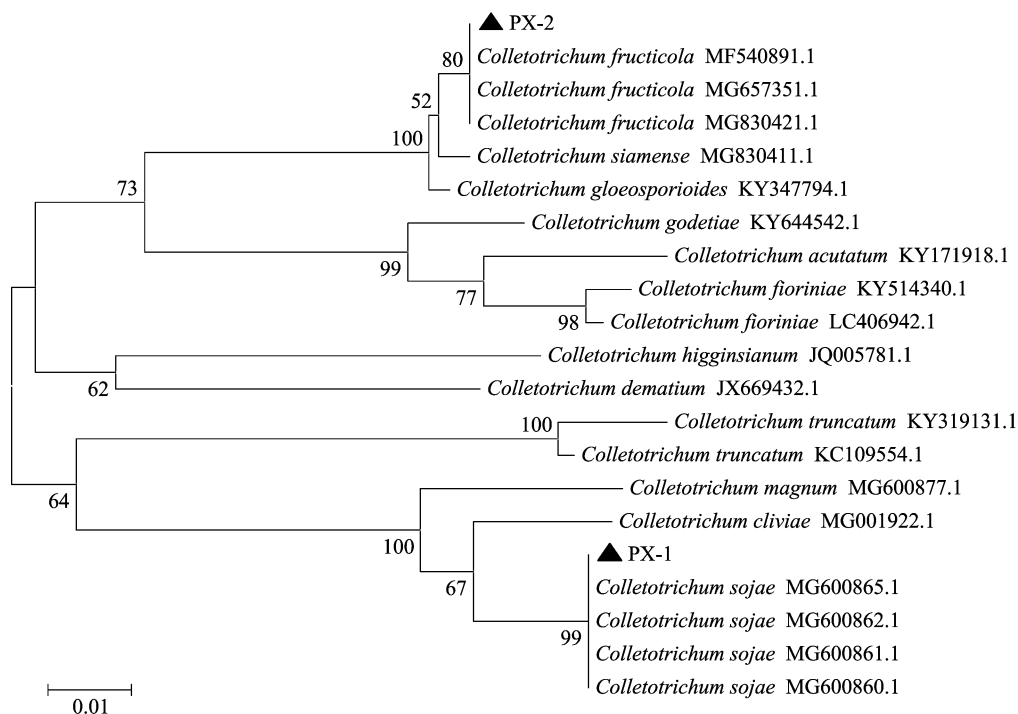 ▲ PX-2
80
Colletotrichum fructicola MF540891.1
Colletotrichum fructicola MG657351.1
52
Colletotrichum fructicola MG830421.1
100
Colletotrichum siamense MG830411.1
73
Colletotrichum gloeosporioides KY347794.1
Colletotrichum godetiae KY644542.1
99
Colletotrichum acutatum KY171918.1
77
Colletotrichum fioriniae KY514340.1
98
Colletotrichum fioriniae LC406942.1
Colletotrichum higginsianum JQ005781.1
62
Colletotrichum dematium JX669432.1
100
Colletotrichum truncatum KY319131.1
Colletotrichum truncatum KC109554.1
64
Colletotrichum magnum MG600877.1
Colletotrichum cliviae MG001922.1
100
▲ PX-1
67
Colletotrichum sojae MG600865.1
Colletotrichum sojae MG600862.1
99
Colletotrichum sojae MG600861.1
Colletotrichum sojae MG600860.1
0.01